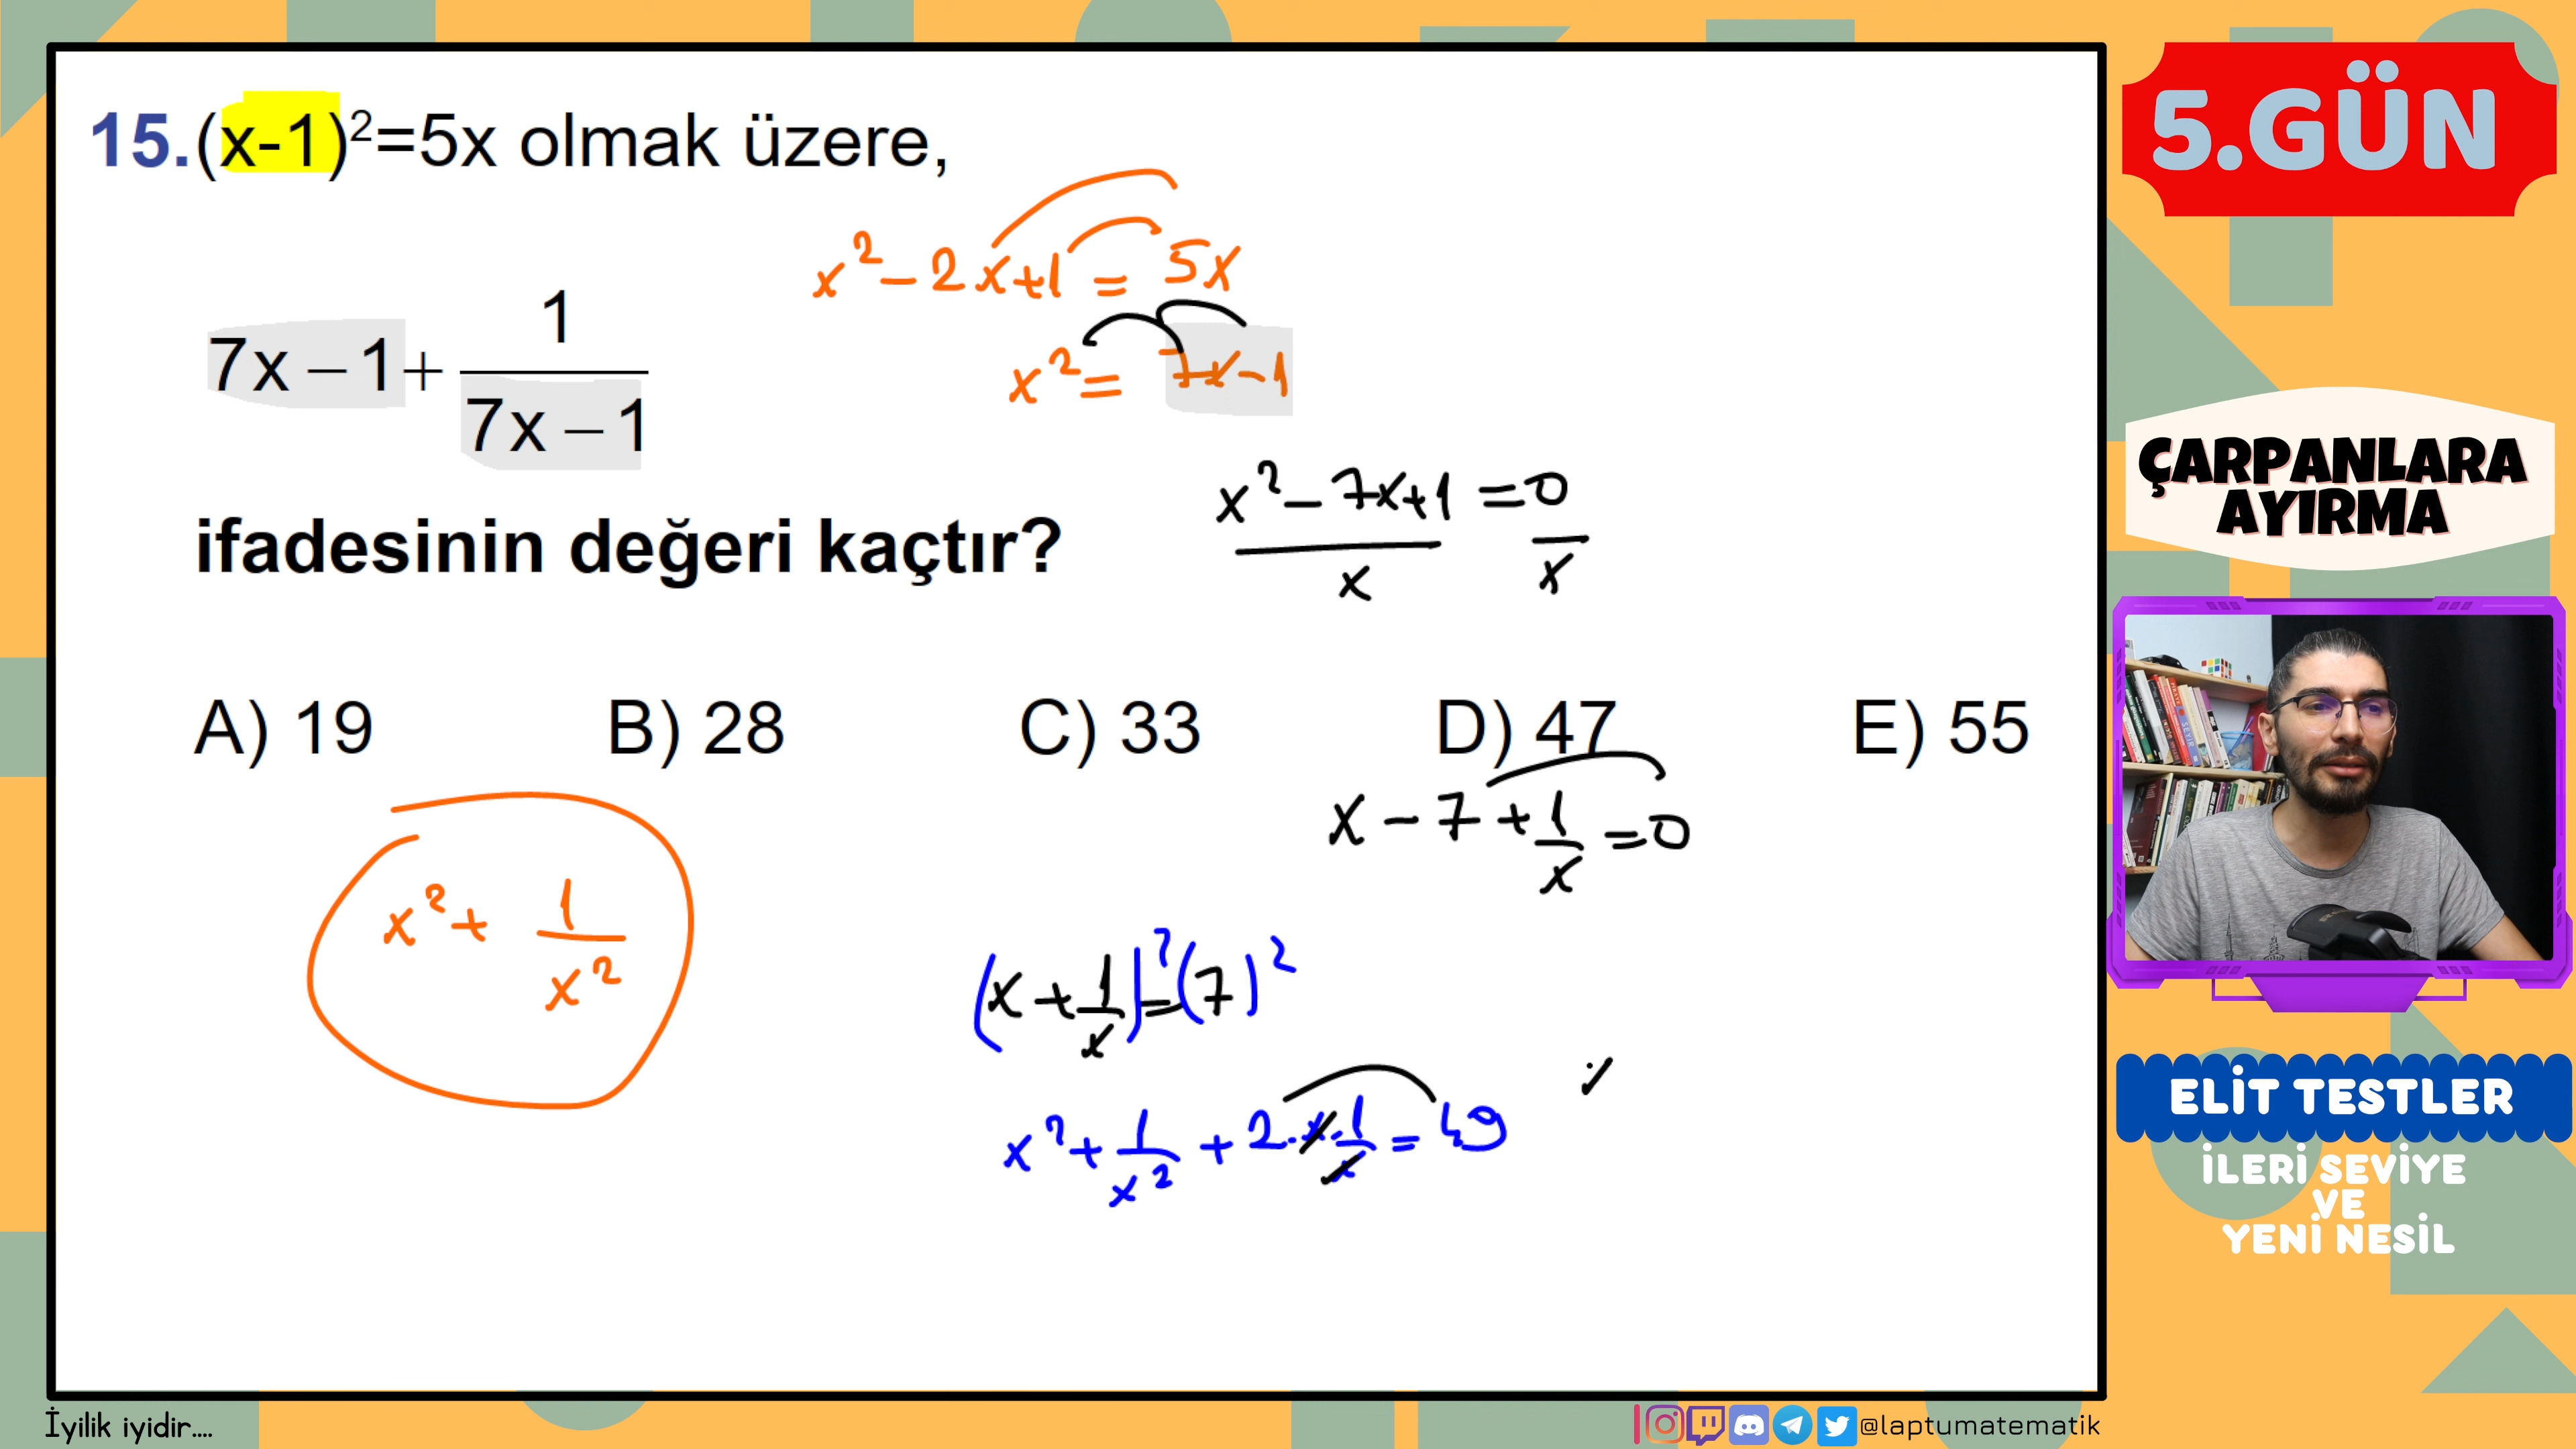 5.GÜN
15.(x-1)²=5x olmak üzere,
x² - 2x + 1 = 5x
7x – 1 + 1/(7x – 1)
x² = 7x - 1
x² - 7x + 1 = 0
x x
ifadesinin değeri kaçtır?
A) 19 B) 28 C) 33 D) 47 E) 55
x - 7 + 1/x = 0
x² + 1/x²
(x + 1/x)² = (7)²
x² + 1/x² + 2.x.1/x = 49
ÇARPANLARA
AYIRMA
ELİT TESTLER
İLERİ SEVİYE
VE
YENİ NESİL
İyilik iyidir....
@laptumatematik